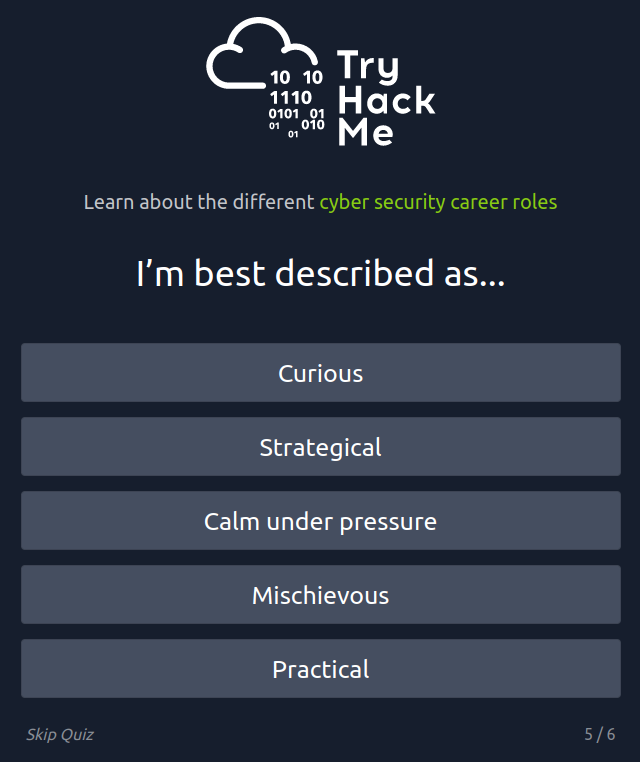 10 10
1110
0101 01
01 010
01
Try
Hack
Me
Learn about the different cyber security career roles
I’m best described as...
Curious
Strategical
Calm under pressure
Mischievous
Practical
Skip Quiz
5 / 6